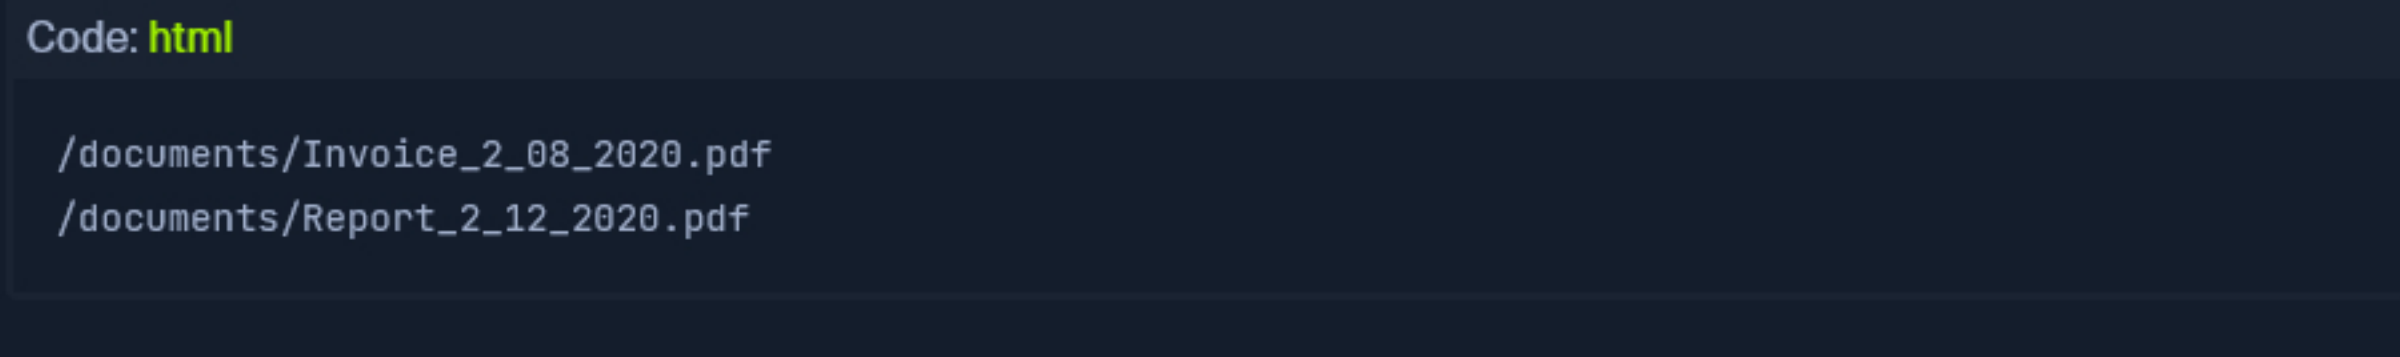 Code: html
/documents/Invoice_2_08_2020.pdf
/documents/Report_2_12_2020.pdf